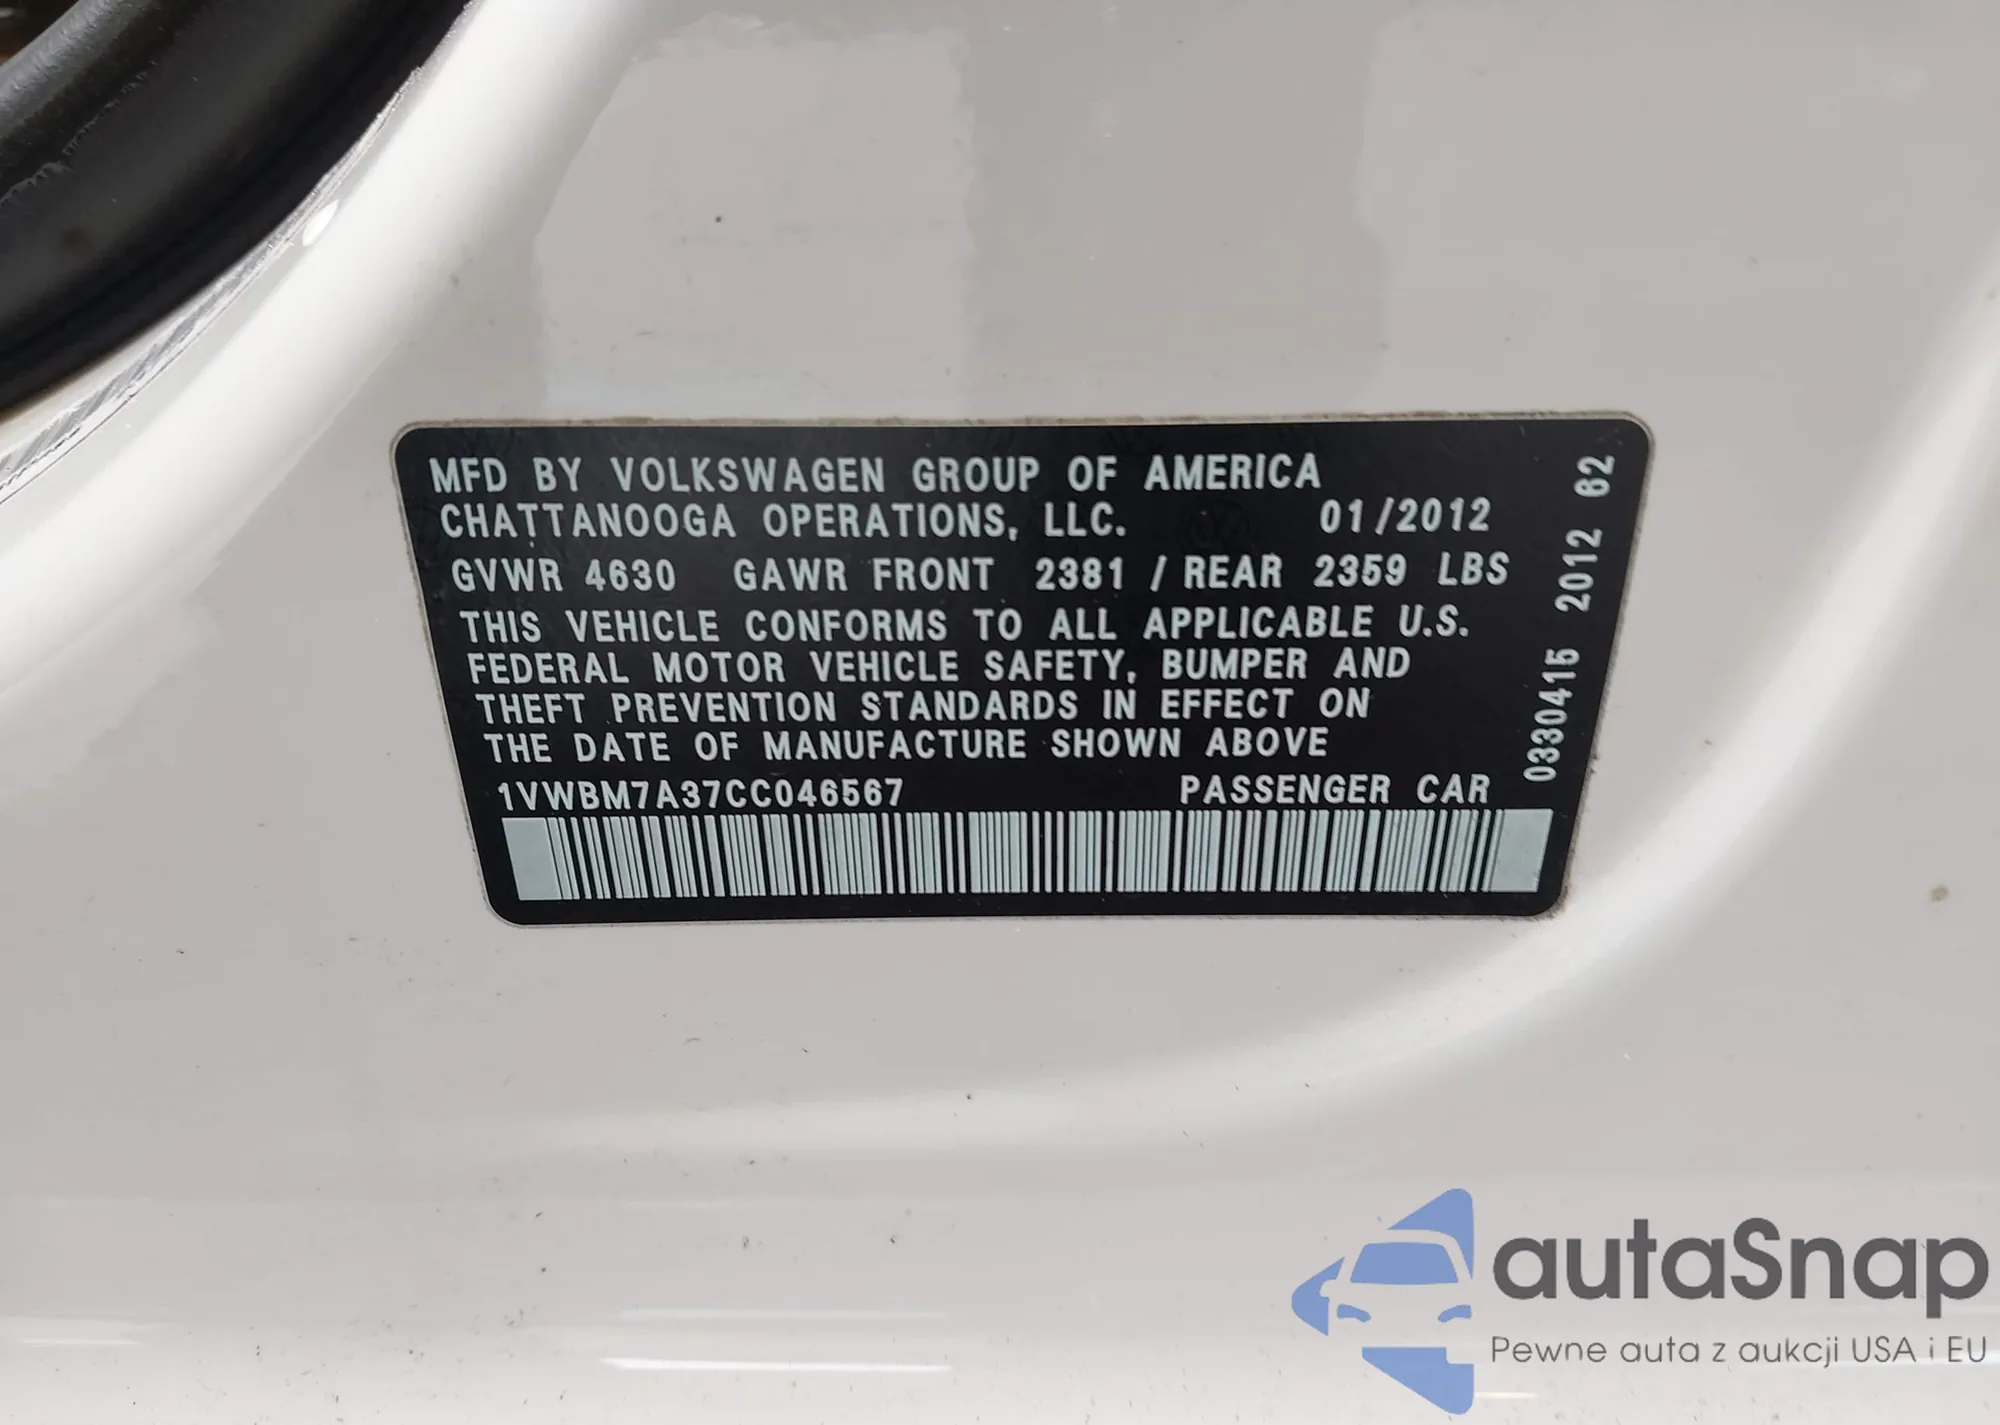 MFD BY VOLKSWAGEN GROUP OF AMERICA
CHATTANOOGA OPERATIONS, LLC. 01/2012
GVWR 4630 GAWR FRONT 2381 / REAR 2359 LBS
THIS VEHICLE CONFORMS TO ALL APPLICABLE U.S.
FEDERAL MOTOR VEHICLE SAFETY, BUMPER AND
THEFT PREVENTION STANDARDS IN EFFECT ON
THE DATE OF MANUFACTURE SHOWN ABOVE
1VWBM7A37CC046567 PASSENGER CAR
0330415 2012 62
autaSnap
Pewne auta z aukcji USA i EU